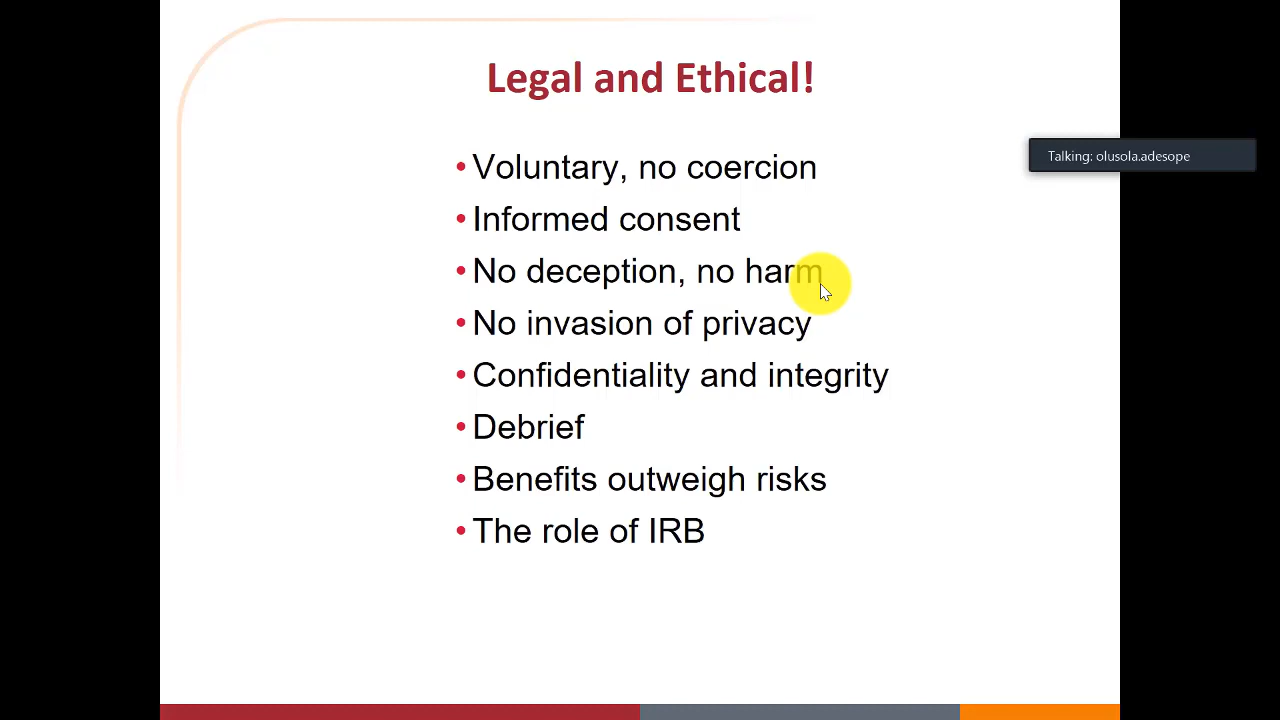 Legal and Ethical!
Talking: olusola.adesope
•Voluntary, no coercion
•Informed consent
•No deception, no harm
•No invasion of privacy
•Confidentiality and integrity
•Debrief
•Benefits outweigh risks
•The role of IRB